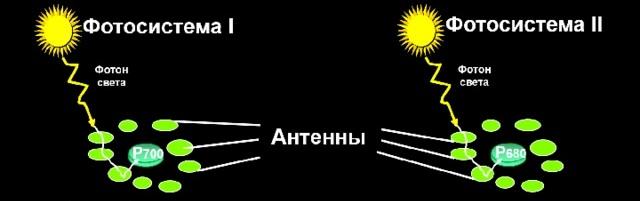 Фотосистема I
Фотосистема II
Фотон
света
Фотон
света
Антенны
P700
P680